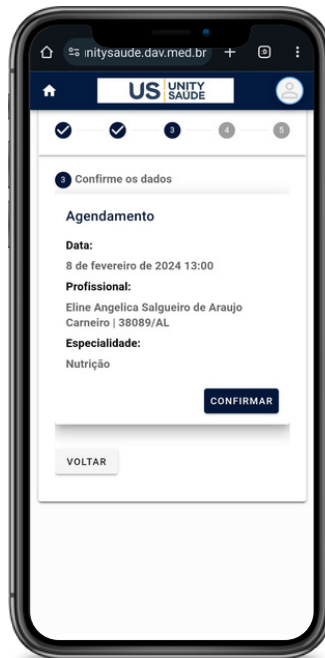 nitysaude.dav.med.br
US UNITY SAÚDE
3 4 5
3 Confirme os dados
Agendamento
Data:
8 de fevereiro de 2024 13:00
Profissional:
Eline Angelica Salgueiro de Araujo
Carneiro | 38089/AL
Especialidade:
Nutrição
CONFIRMAR
VOLTAR